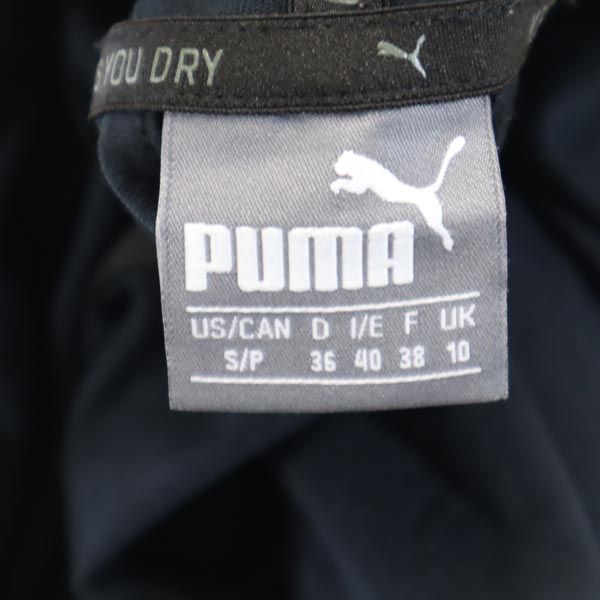 YOU DRY
PUMA
US/CAN D I/E F UK
S/P 36 40 38 10